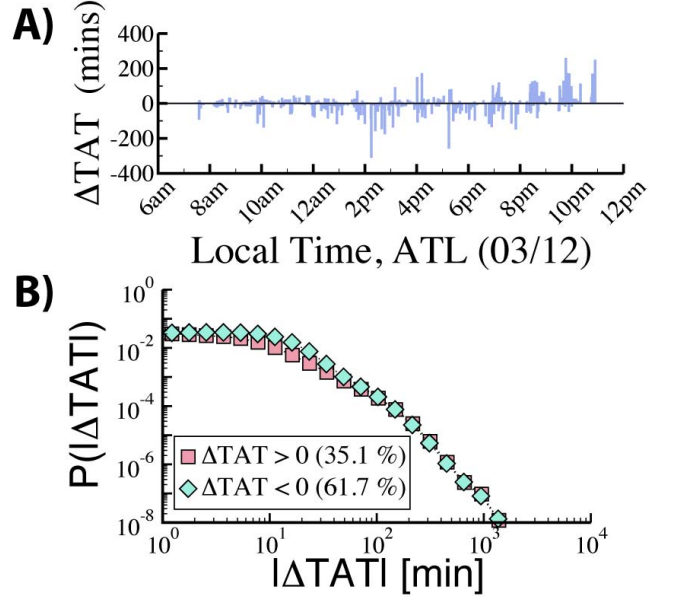 A)
ΔTAT (mins)
400
200
0
-200
-400
6am 8am 10am 12am 2pm 4pm 6pm 8pm 10pm 12pm
Local Time, ATL (03/12)
B)
P(|ΔTAT|)
10^0
10^-2
10^-4
10^-6
10^-8
ΔTAT > 0 (35.1 %)
ΔTAT < 0 (61.7 %)
10^0 10^1 10^2 10^3 10^4
|ΔTAT| [min]